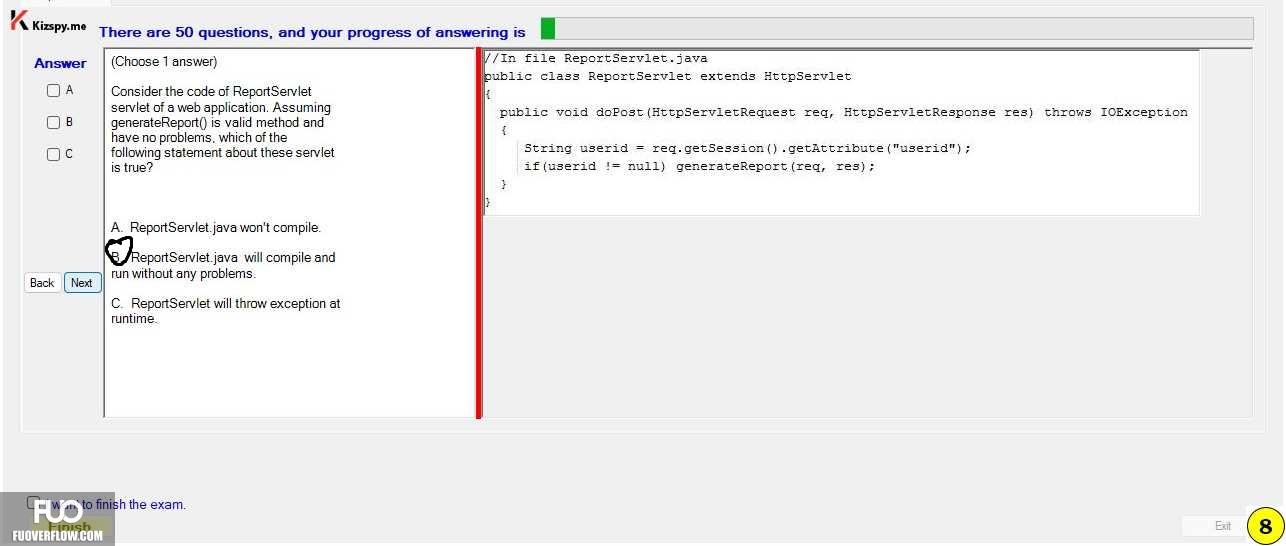 Kizspy.me
There are 50 questions, and your progress of answering is
Answer
A
B
C
Back
Next
(Choose 1 answer)
Consider the code of ReportServlet
servlet of a web application. Assuming
generateReport() is valid method and
have no problems, which of the
following statement about these servlet
is true?
A. ReportServlet.java won't compile.
B. ReportServlet.java will compile and
run without any problems.
C. ReportServlet will throw exception at
runtime.
//In file ReportServlet.java
public class ReportServlet extends HttpServlet
{
public void doPost(HttpServletRequest req, HttpServletResponse res) throws IOException
{
String userid = req.getSession().getAttribute("userid");
if(userid != null) generateReport(req, res);
}
}
I want to finish the exam.
Finish
FUO
FUOVERFLOW.COM
Exit
8